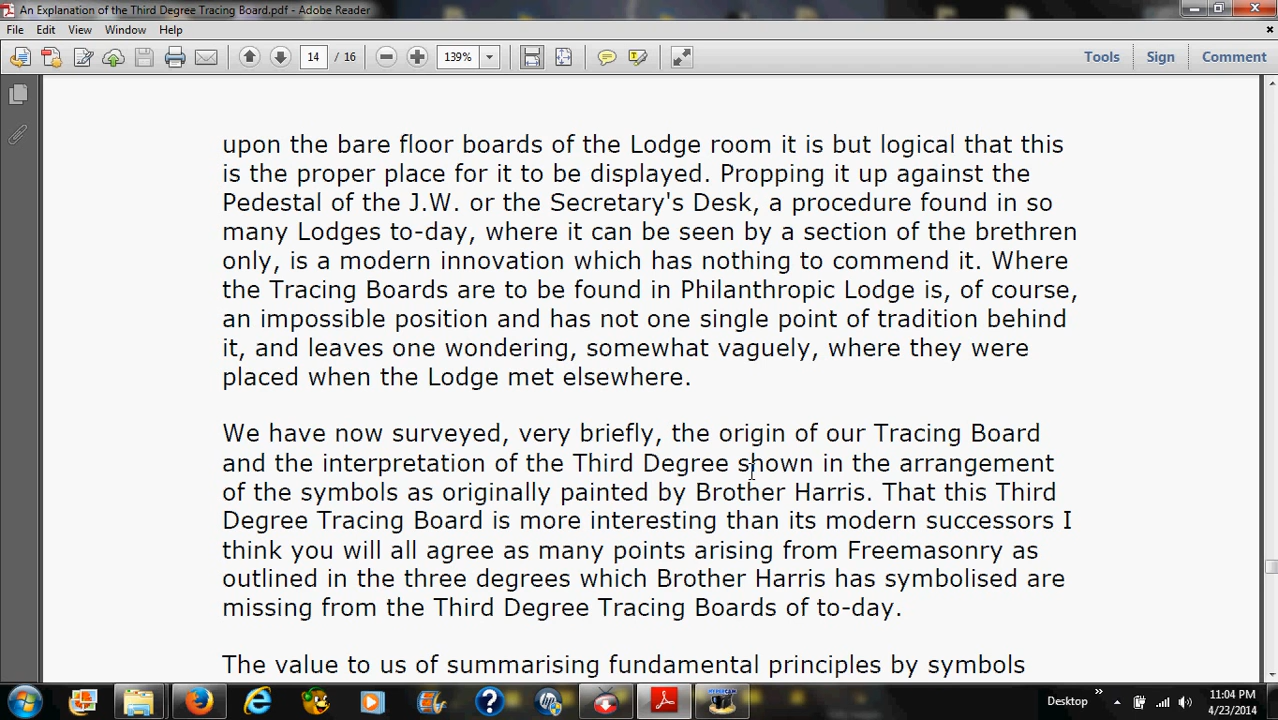 An Explanation of the Third Degree Tracing Board.pdf - Adobe Reader
File Edit View Window Help
14 / 16 139% Tools Sign Comment
upon the bare floor boards of the Lodge room it is but logical that this
is the proper place for it to be displayed. Propping it up against the
Pedestal of the J.W. or the Secretary's Desk, a procedure found in so
many Lodges to-day, where it can be seen by a section of the brethren
only, is a modern innovation which has nothing to commend it. Where
the Tracing Boards are to be found in Philanthropic Lodge is, of course,
an impossible position and has not one single point of tradition behind
it, and leaves one wondering, somewhat vaguely, where they were
placed when the Lodge met elsewhere.
We have now surveyed, very briefly, the origin of our Tracing Board
and the interpretation of the Third Degree shown in the arrangement
of the symbols as originally painted by Brother Harris. That this Third
Degree Tracing Board is more interesting than its modern successors I
think you will all agree as many points arising from Freemasonry as
outlined in the three degrees which Brother Harris has symbolised are
missing from the Third Degree Tracing Boards of to-day.
The value to us of summarising fundamental principles by symbols
Desktop 11:04 PM
4/23/2014